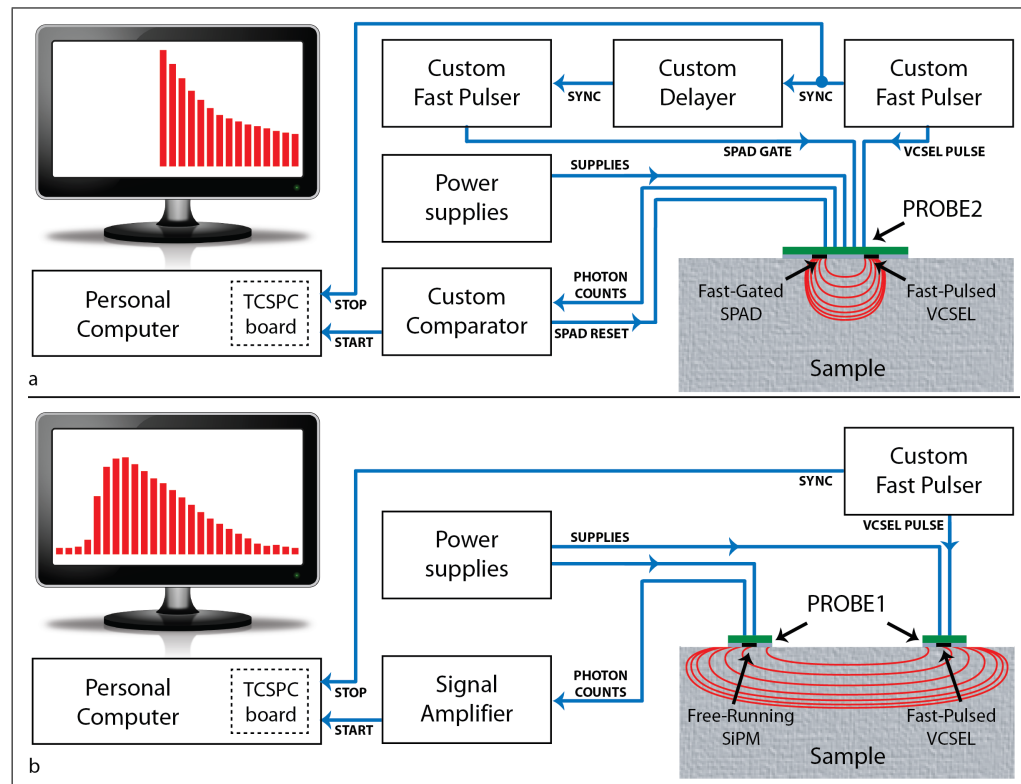 Custom
Fast Pulser
SYNC
Custom
Delayer
SYNC
Custom
Fast Pulser
SPAD GATE
VCSEL PULSE
Power
supplies
SUPPLIES
PROBE2
Personal
Computer
TCSPC
board
STOP
START
Custom
Comparator
PHOTON
COUNTS
SPAD RESET
Fast-Gated
SPAD
Fast-Pulsed
VCSEL
Sample
a
Custom
Fast Pulser
SYNC
VCSEL PULSE
Power
supplies
SUPPLIES
PROBE1
Personal
Computer
TCSPC
board
STOP
START
Signal
Amplifier
PHOTON
COUNTS
Free-Running
SiPM
Fast-Pulsed
VCSEL
Sample
b